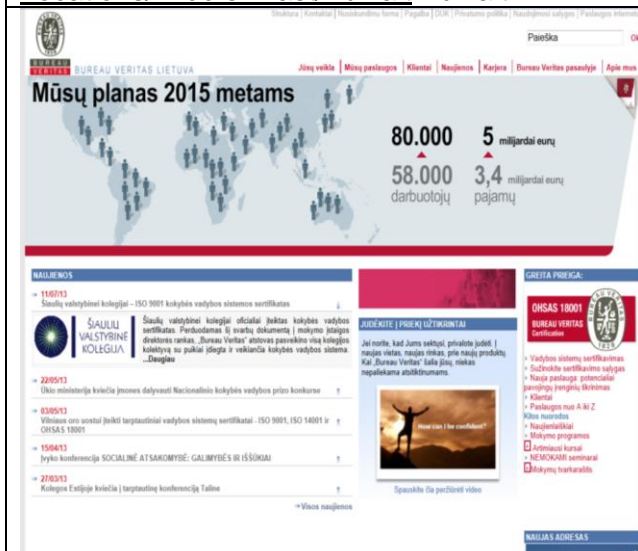 Struktura | Kontaktai | Nusiskundimų forma | Pagalba | DUK | Privatumo politika | Naudojimosi sąlygos | Paslaugos internetu
Paieška
BUREAU
VERITAS
BUREAU VERITAS LIETUVA
Jūsų veikla | Mūsų paslaugos | Klientai | Naujienos | Karjera | Bureau Veritas pasaulyje | Apie mus
Mūsų planas 2015 metams
80.000 5 milijardai eurų
58.000 3,4 milijardai eurų
darbuotojų pajamų
NAUJIENOS
11/07/13
Šiaulių valstybinei kolegijai – ISO 9001 kokybės vadybos sistemos sertifikatas
ŠIAULIŲ
VALSTYBINĖ
KOLEGIJA
Šiaulių valstybinei kolegijai oficialiai įteiktas kokybės vadybos
sertifikatas. Perduodamas šį svarbų dokumentą į mokymo įstaigos
direktorės rankas, „Bureau Veritas" atstovas pasveikino visą kolegijos
kolektyvą su puikiai įdiegta ir veikiančia kokybės vadybos sistema.
...Daugiau
22/05/13
Ūkio ministerija kviečia įmones dalyvauti Nacionalinio kokybės vadybos prizo konkurse
03/05/13
Vilniaus oro uostui įteikti tarptautiniai vadybos sistemų sertifikatai - ISO 9001, ISO 14001 ir
OHSAS 18001
15/04/13
Įvyko konferencija SOCIALINĖ ATSAKOMYBĖ: GALIMYBĖS IR IŠŠŪKIAI
27/03/13
Kolegos Estijoje kviečia į tarptautinę konferenciją Taline
Visos naujienos
JUDĖKITE Į PRIEKĮ UŽTIKRINTAI
Jei norite, kad Jums sektųsi, privalote judėti. Į
naujas vietas, naujas rinkas, prie naujų produktų.
Kai „Bureau Veritas" šalia jūsų, niekas
nepaliekama atsitiktinumams.
How can I be confident?
Spauskite čia peržiūrėti video
GREITA PRIEIGA:
OHSAS 18001
BUREAU VERITAS
Certification
Vadybos sistemų sertifikavimas
Sužinokite sertifikavimo sąlygas
Nauja paslauga: potencialiai
pavojingų įrenginių tikrinimas
Klientai
Paslaugos nuo A iki Z
Kitos nuorodos
Naujienlaiškiai
Mokymo programos
Artimiausi kursai
NEMOKAMI seminarai
Mokymų tvarkaraštis
NAUJAS ADRESAS